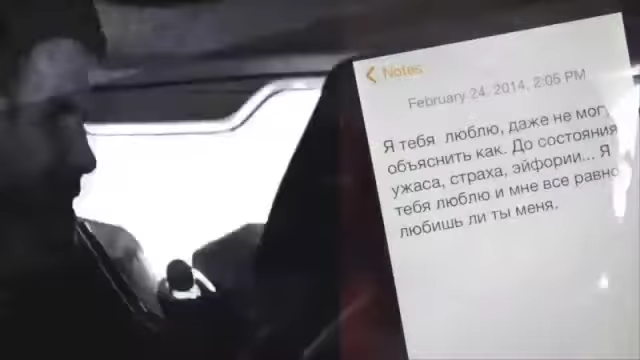 Notes
February 24, 2014, 2:05 PM
Я тебя люблю, даже не могу
объяснить как. До состояния
ужаса, страха, эйфории... Я
тебя люблю и мне все равно
любишь ли ты меня.